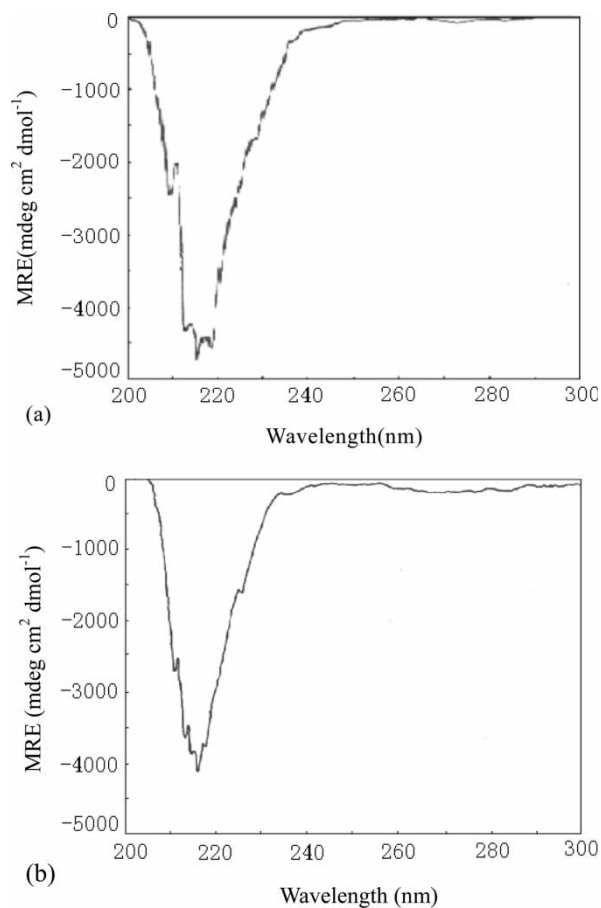 0
-1000
-2000
-3000
-4000
-5000
MRE(mdeg cm² dmol⁻¹)
200 220 240 260 280 300
(a)
Wavelength(nm)
0
-1000
-2000
-3000
-4000
-5000
MRE (mdeg cm² dmol⁻¹)
200 220 240 260 280 300
(b)
Wavelength (nm)